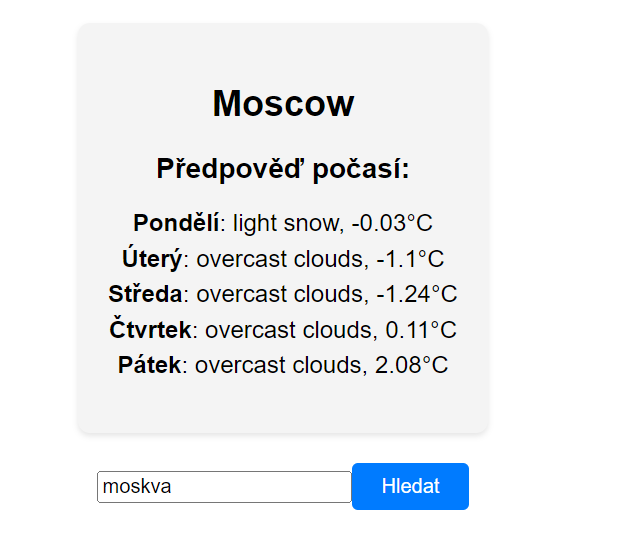 Moscow
Předpověď počasí:
Pondělí: light snow, -0.03°C
Úterý: overcast clouds, -1.1°C
Středa: overcast clouds, -1.24°C
Čtvrtek: overcast clouds, 0.11°C
Pátek: overcast clouds, 2.08°C
moskva Hledat